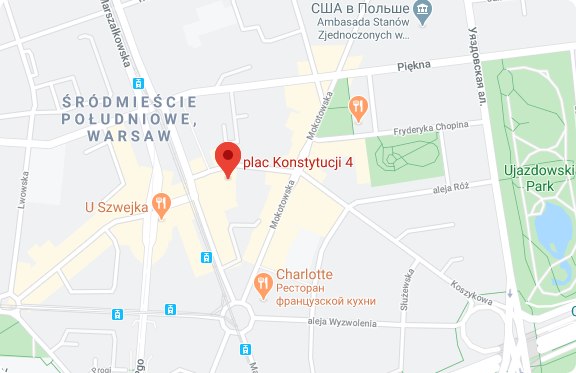 Marszałkowska
США в Польше
Ambasada Stanów
Zjednoczonych w...
Уяздовская ал.
Piękna
ŚRÓDMIEŚCIE
POŁUDNIOWE,
WARSAW
Mokotowska
Fryderyka Chopina
plac Konstytucji 4
Ujazdowski
Park
Lwowska
aleja Róż
U Szwejka
Mokotowska
Charlotte
Ресторан
французской кухни
Służewska
Koszykowa
aleja Wyzwolenia